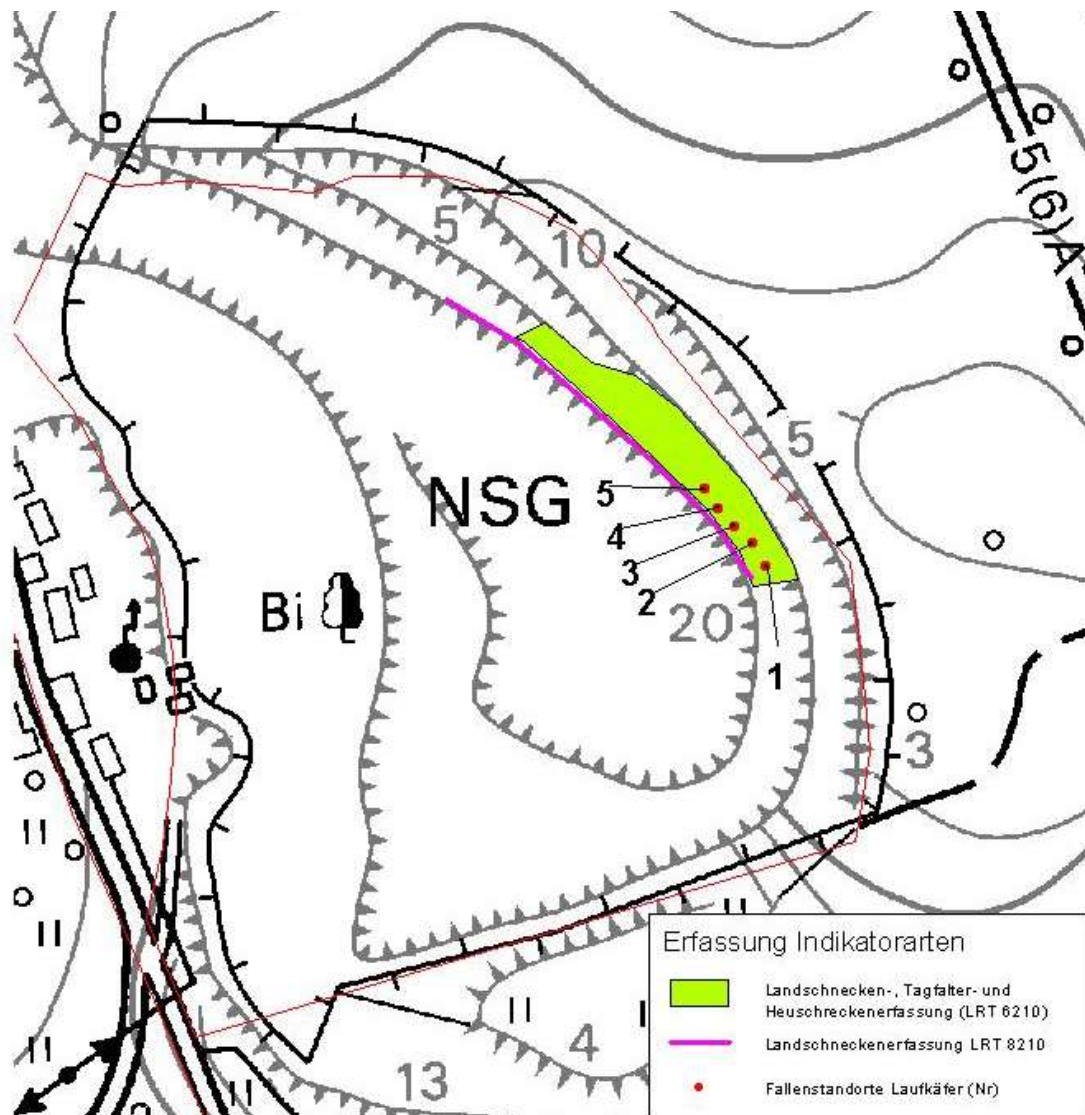 5(6)A
5
10
5
NSG
5
4
3
2
1
20
Bi
3
13
4
Erfassung Indikatorarten
Landschnecken-, Tagfalter- und
Heuschreckenerfassung (LRT 6210)
Landschneckenerfassung LRT 8210
Fallenstandorte Laufkäfer (Nr)